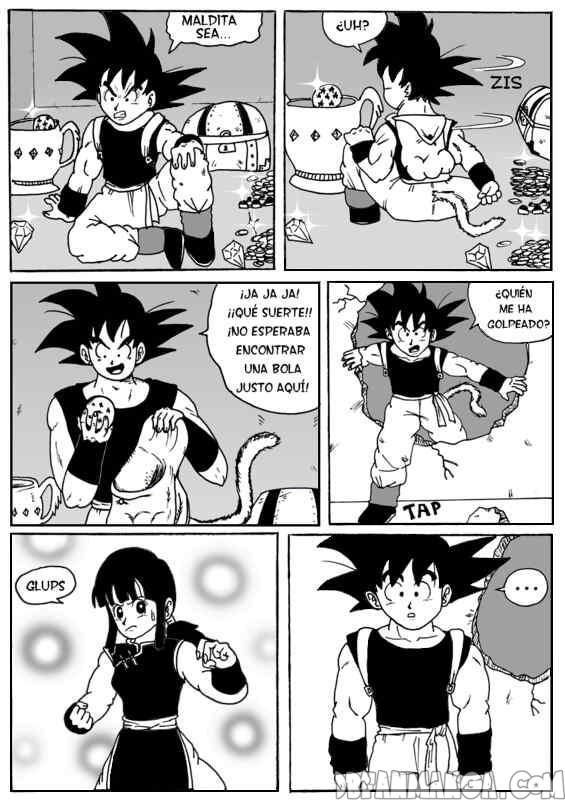 MALDITA
SEA...
¿UH?
ZIS
¡JA JA JA!
¡¡QUÉ SUERTE!!
¡NO ESPERABA
ENCONTRAR
UNA BOLA
JUSTO AQUÍ!
¿QUIÉN
ME HA
GOLPEADO?
TAP
GLUPS
...
DBZANMANGA.COM